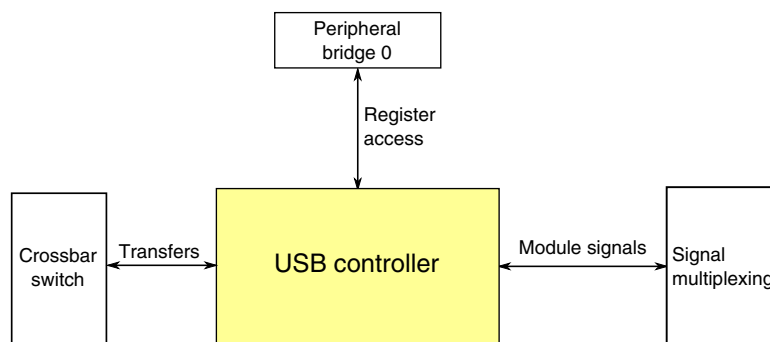 Peripheral
bridge 0
Register
access
Crossbar
switch
Transfers
USB controller
Module signals
Signal
multiplexing